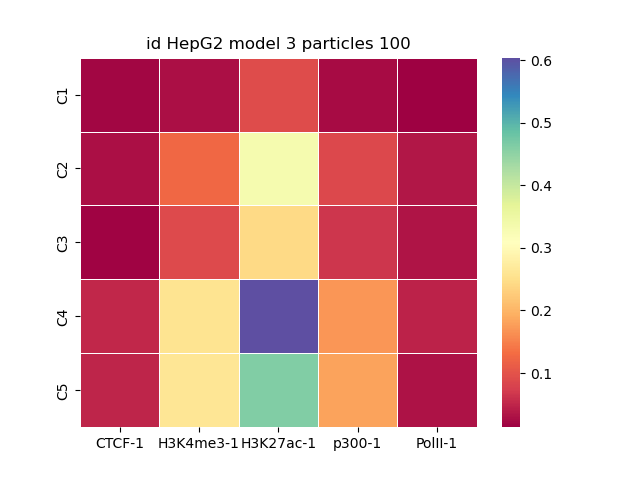 id HepG2 model 3 particles 100
C1
C2
C3
C4
C5
CTCF-1 H3K4me3-1 H3K27ac-1 p300-1 PolII-1
0.6
0.5
0.4
0.3
0.2
0.1